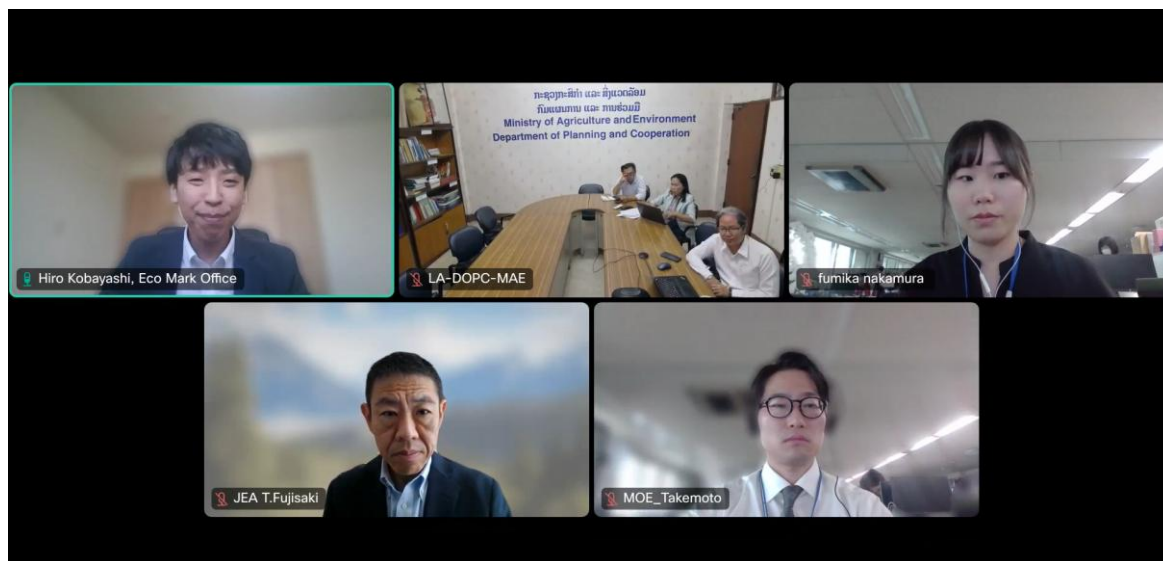 ກະຊວງກະສິກຳ ແລະ ສິ່ງແວດລ້ອມ
ກົມແຜນການ ແລະ ການຮ່ວມມື
Ministry of Agriculture and Environment
Department of Planning and Cooperation
Hiro Kobayashi, Eco Mark Office
LA-DOPC-MAE
fumika nakamura
JEA T.Fujisaki
MOE_Takemoto